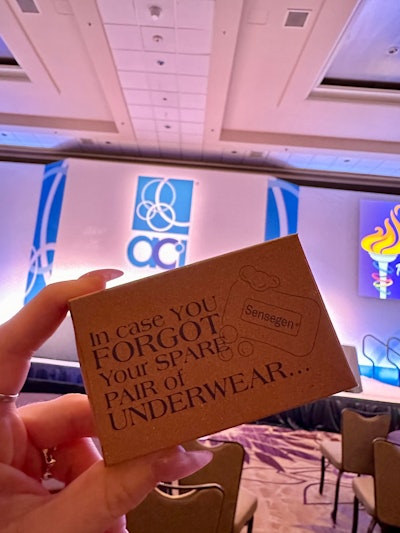 aci
In case YOU
FORGOT
Your SPARE
PAIR of
UNDERWEAR...
Sensegen